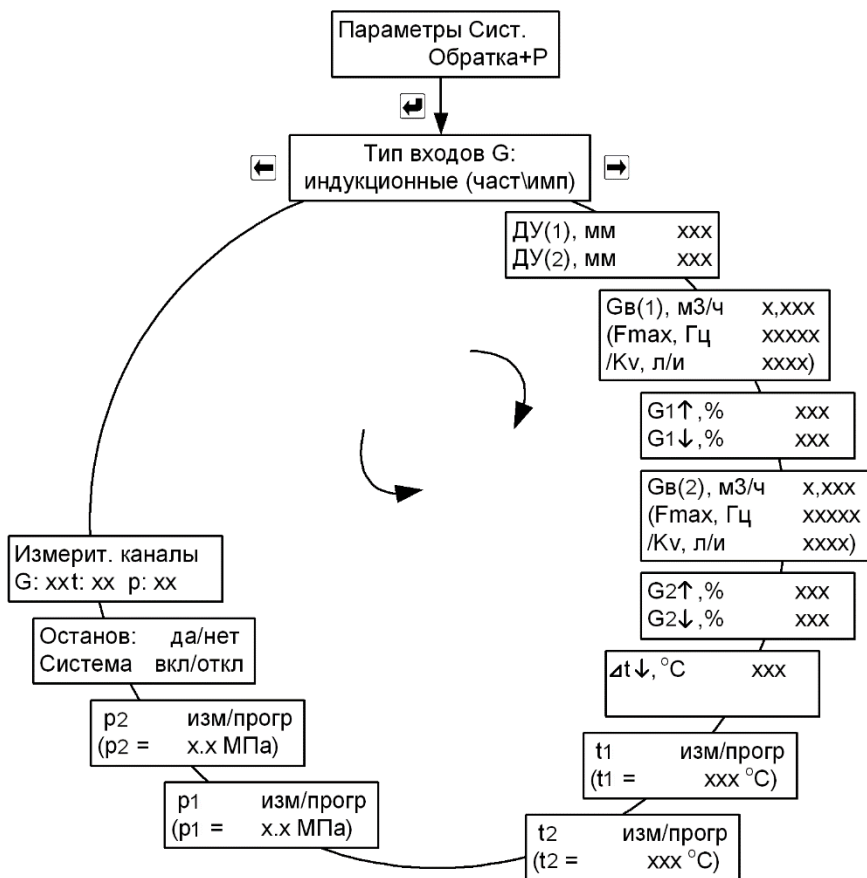 Параметры Сист.
Обратка+Р
Тип входов G:
индукционные (част\имп)
ДУ(1), мм xxx
ДУ(2), мм xxx
Gв(1), м3/ч x,xxx
(Fmax, Гц xxxxx
/Kv, л/и xxxx)
G1↑,% xxx
G1↓,% xxx
Gв(2), м3/ч x,xxx
(Fmax, Гц xxxxx
/Kv, л/и xxxx)
G2↑,% xxx
G2↓,% xxx
⊿t↓, °C xxx
t1 изм/прогр
(t1 = xxx °C)
t2 изм/прогр
(t2 = xxx °C)
p1 изм/прогр
(p1 = x.x МПа)
p2 изм/прогр
(p2 = x.x МПа)
Останов: да/нет
Система вкл/откл
Измерит. каналы
G: xxt: xx p: xx